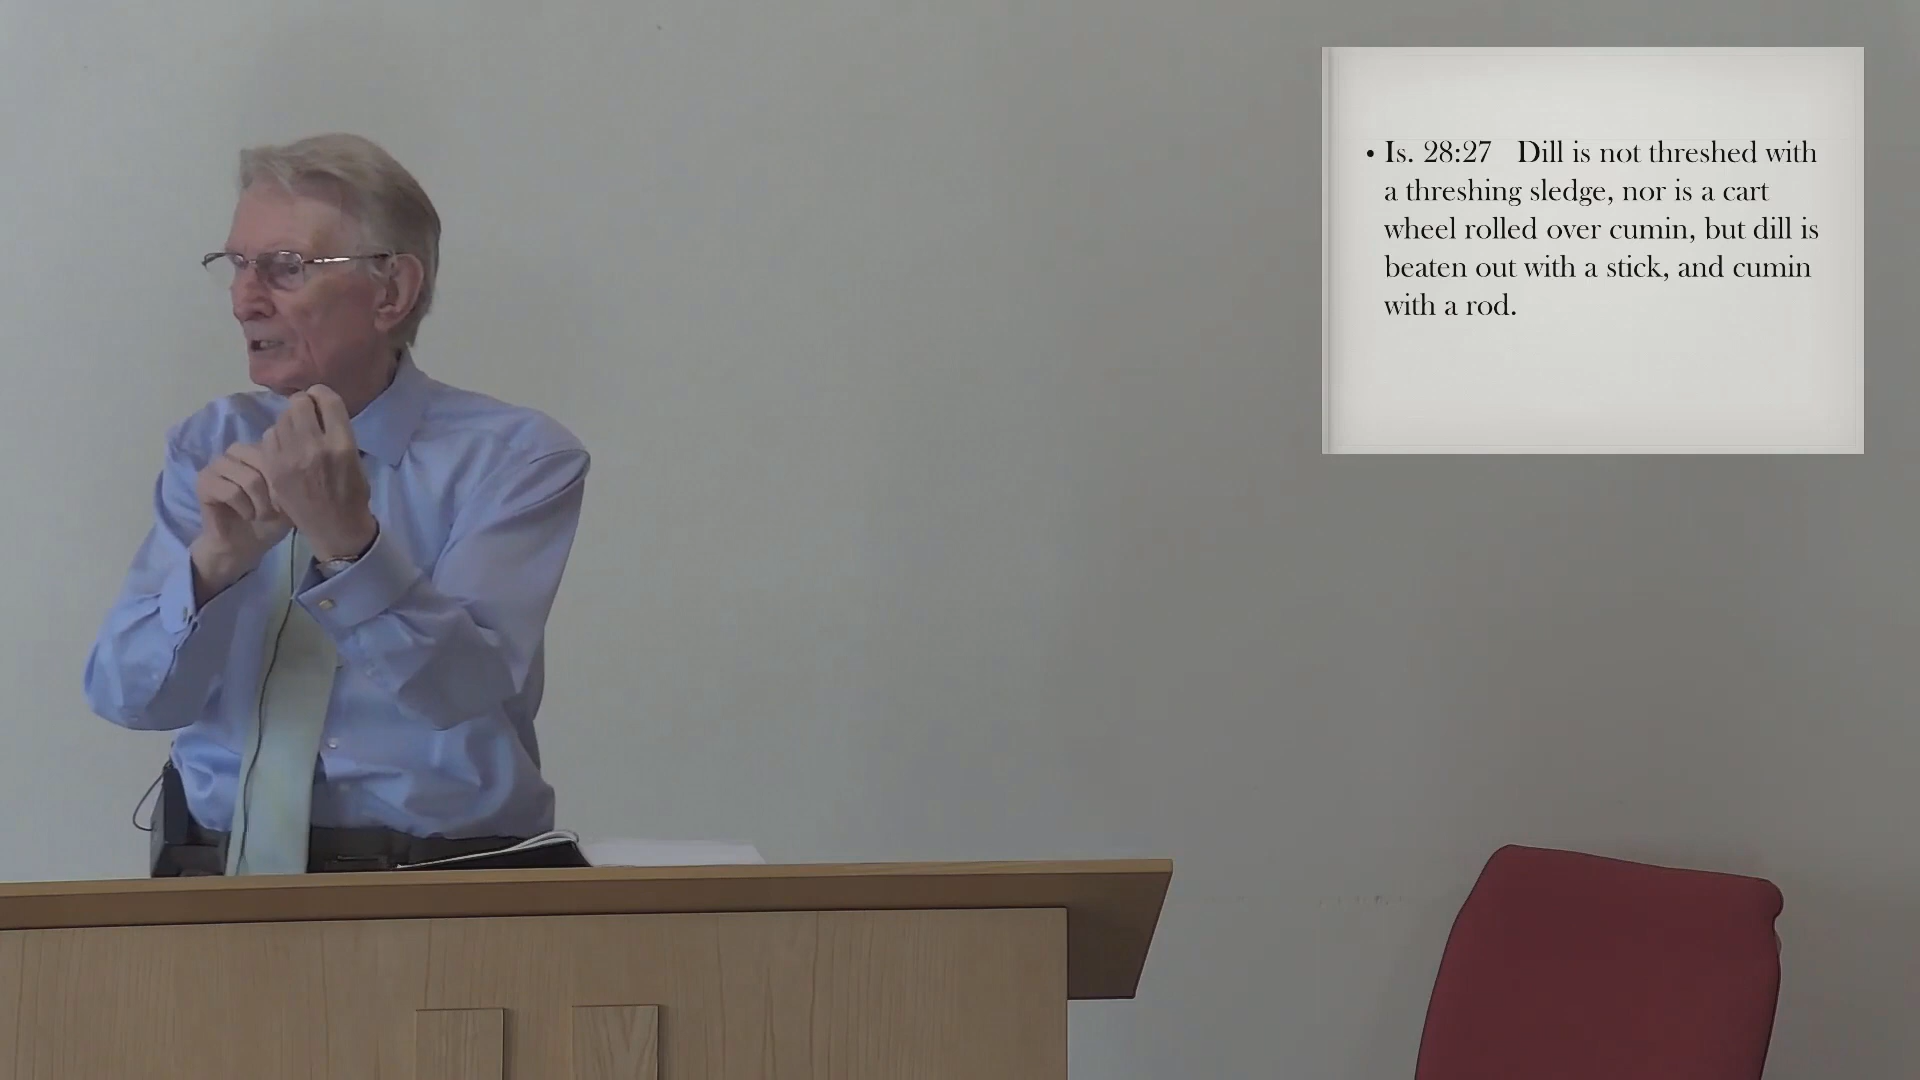 • Is. 28:27 Dill is not threshed with
a threshing sledge, nor is a cart
wheel rolled over cumin, but dill is
beaten out with a stick, and cumin
with a rod.